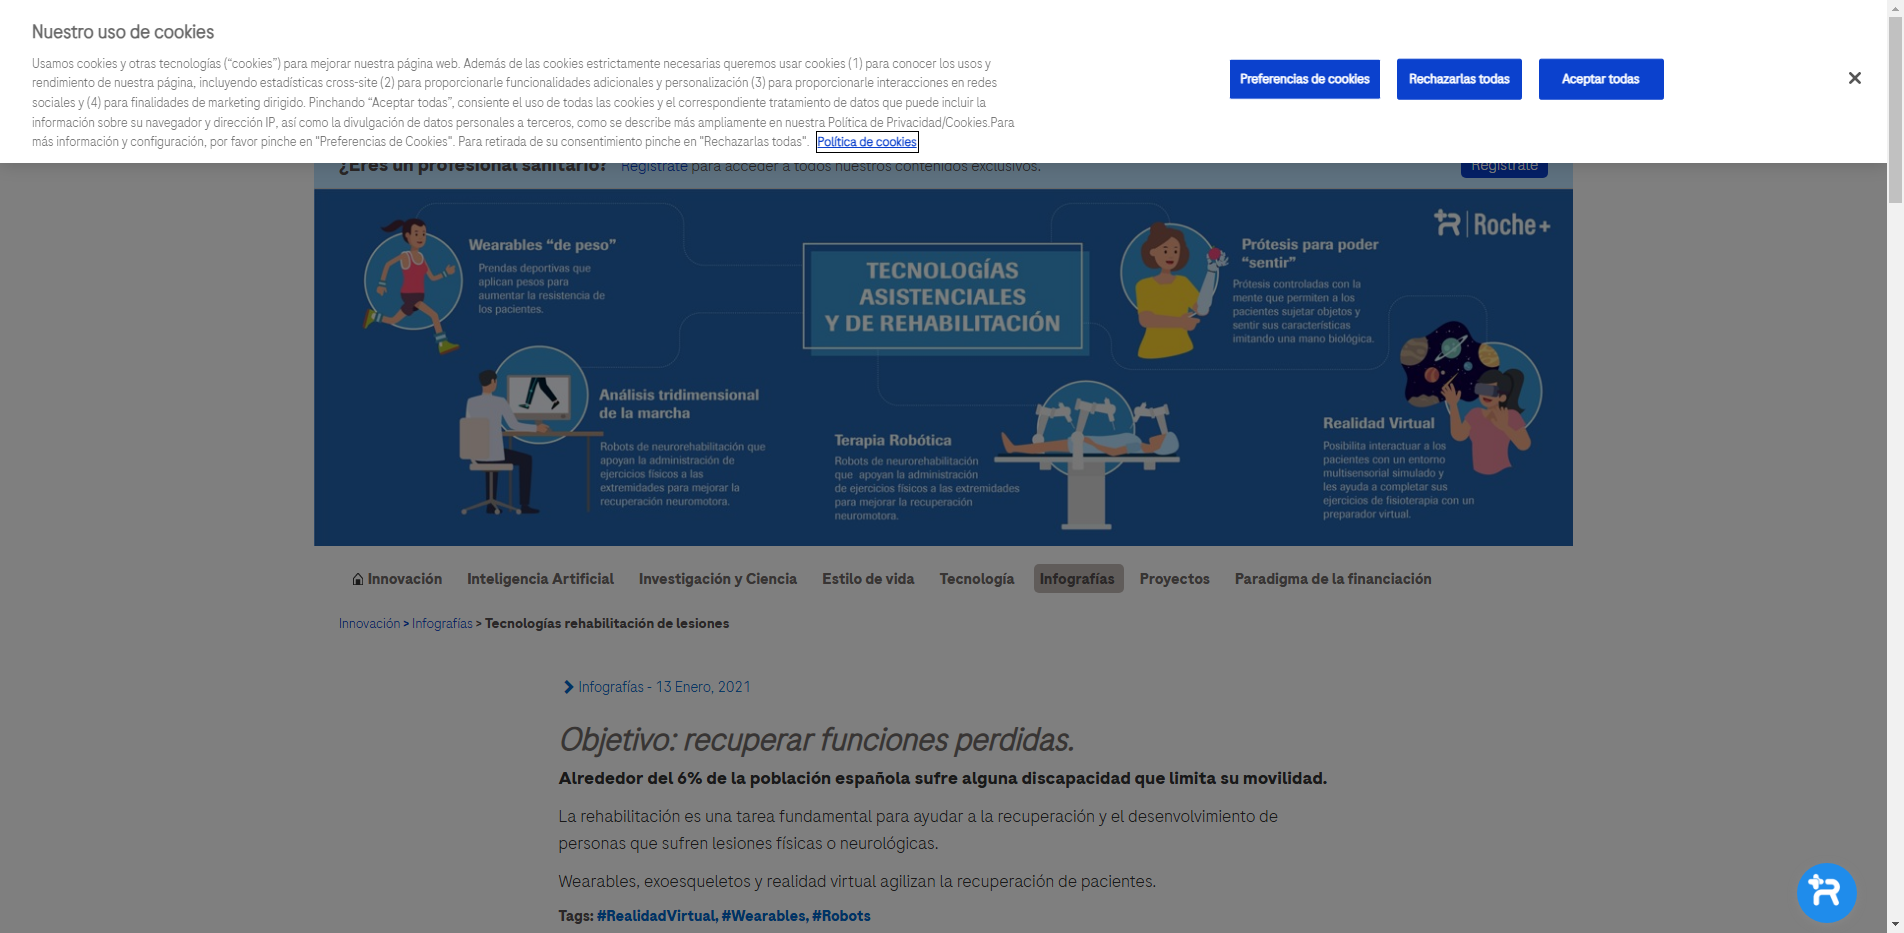 Nuestro uso de cookies
Usamos cookies y otras tecnologías (“cookies”) para mejorar nuestra página web. Además de las cookies estrictamente necesarias queremos usar cookies (1) para conocer los usos y
rendimiento de nuestra página, incluyendo estadísticas cross-site (2) para proporcionarle funcionalidades adicionales y personalización (3) para proporcionarle interacciones en redes
sociales y (4) para finalidades de marketing dirigido. Pinchando “Aceptar todas”, consiente el uso de todas las cookies y el correspondiente tratamiento de datos que puede incluir la
información sobre su navegador y dirección IP, así como la divulgación de datos personales a terceros, como se describe más ampliamente en nuestra Política de Privacidad/Cookies.Para
más información y configuración, por favor pinche en "Preferencias de Cookies". Para retirada de su consentimiento pinche en "Rechazarlas todas". Política de cookies
Preferencias de cookies
Rechazarlas todas
Aceptar todas
¿Eres un profesional sanitario? Regístrate para acceder a todos nuestros contenidos exclusivos.
Regístrate
Roche+
Wearables “de peso”
Prendas deportivas que
aplican pesos para
aumentar la resistencia de
los pacientes.
TECNOLOGÍAS
ASISTENCIALES
Y DE REHABILITACIÓN
Prótesis para poder
“sentir”
Prótesis controladas con la
mente que permiten a los
pacientes sujetar objetos y
sentir sus características
imitando una mano biológica.
Análisis tridimensional
de la marcha
Robots de neurorehabilitación que
apoyan la administración de
ejercicios físicos a las
extremidades para mejorar la
recuperación neuromotora.
Terapia Robótica
Robots de neurorehabilitación
que apoyan la administración
de ejercicios físicos a las extremidades
para mejorar la recuperación
neuromotora.
Realidad Virtual
Posibilita interactuar a los
pacientes con un entorno
multisensorial simulado y
les ayuda a completar sus
ejercicios de fisioterapia con un
preparador virtual.
Innovación Inteligencia Artificial Investigación y Ciencia Estilo de vida Tecnología Infografías Proyectos Paradigma de la financiación
Innovación > Infografías > Tecnologías rehabilitación de lesiones
Infografías - 13 Enero, 2021
Objetivo: recuperar funciones perdidas.
Alrededor del 6% de la población española sufre alguna discapacidad que limita su movilidad.
La rehabilitación es una tarea fundamental para ayudar a la recuperación y el desenvolvimiento de
personas que sufren lesiones físicas o neurológicas.
Wearables, exoesqueletos y realidad virtual agilizan la recuperación de pacientes.
Tags: #RealidadVirtual, #Wearables, #Robots